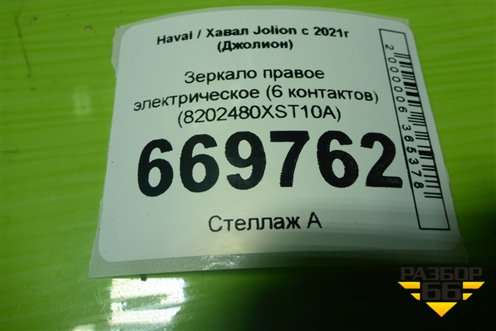 Haval / Хавал Jolion с 2021г
(Джолион)
Зеркало правое
электрическое (6 контактов)
(8202480XST10A)
669762
Стеллаж А
2000006365378
РАЗБОР
66